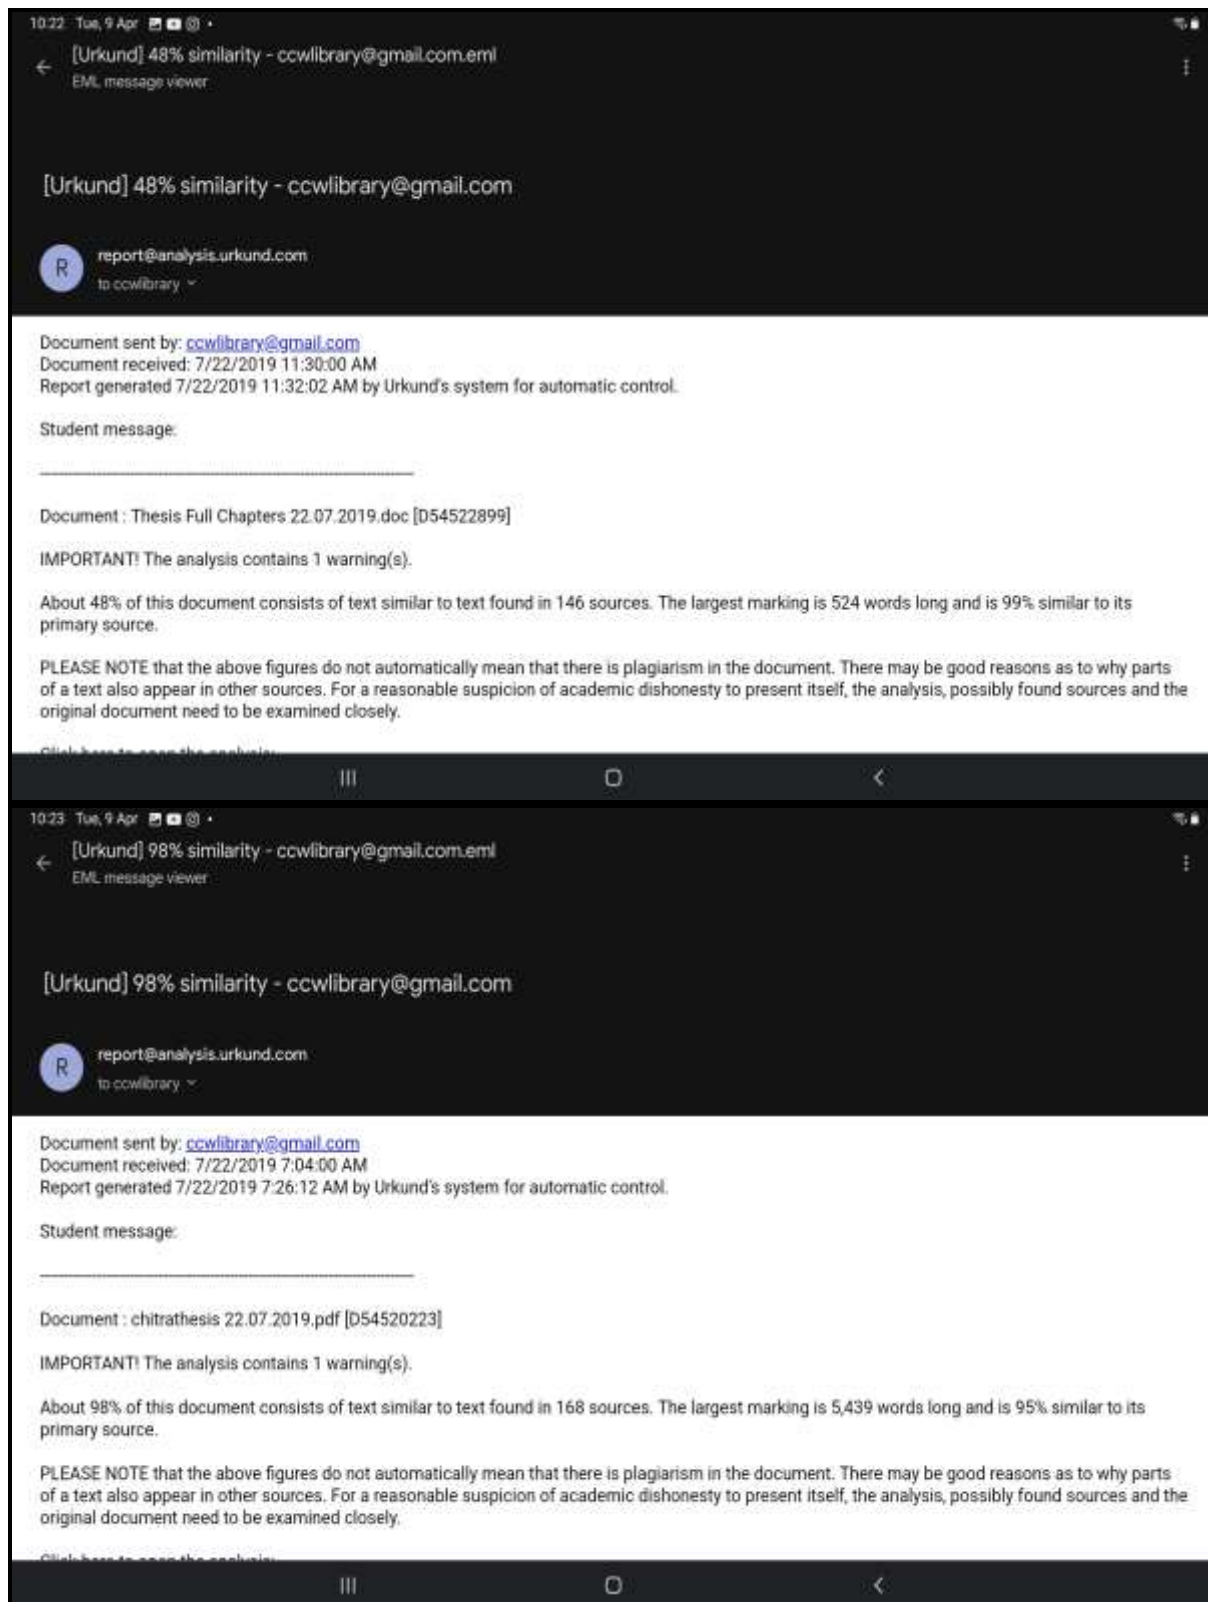 10:22 Tue, 9 Apr
[Urkund] 48% similarity - ccwlibrary@gmail.com.eml
EML message viewer
[Urkund] 48% similarity - ccwlibrary@gmail.com
R
report@analysis.urkund.com
to ccwlibrary
Document sent by: ccwlibrary@gmail.com
Document received: 7/22/2019 11:30:00 AM
Report generated 7/22/2019 11:32:02 AM by Urkund's system for automatic control.
Student message:
Document : Thesis Full Chapters 22.07.2019.doc [D54522899]
IMPORTANT! The analysis contains 1 warning(s).
About 48% of this document consists of text similar to text found in 146 sources. The largest marking is 524 words long and is 99% similar to its
primary source.
PLEASE NOTE that the above figures do not automatically mean that there is plagiarism in the document. There may be good reasons as to why parts
of a text also appear in other sources. For a reasonable suspicion of academic dishonesty to present itself, the analysis, possibly found sources and the
original document need to be examined closely.
Click here to open the analysis:
10:23 Tue, 9 Apr
[Urkund] 98% similarity - ccwlibrary@gmail.com.eml
EML message viewer
[Urkund] 98% similarity - ccwlibrary@gmail.com
R
report@analysis.urkund.com
to ccwlibrary
Document sent by: ccwlibrary@gmail.com
Document received: 7/22/2019 7:04:00 AM
Report generated 7/22/2019 7:26:12 AM by Urkund's system for automatic control.
Student message:
Document : chitrathesis 22.07.2019.pdf [D54520223]
IMPORTANT! The analysis contains 1 warning(s).
About 98% of this document consists of text similar to text found in 168 sources. The largest marking is 5,439 words long and is 95% similar to its
primary source.
PLEASE NOTE that the above figures do not automatically mean that there is plagiarism in the document. There may be good reasons as to why parts
of a text also appear in other sources. For a reasonable suspicion of academic dishonesty to present itself, the analysis, possibly found sources and the
original document need to be examined closely.
Click here to open the analysis: